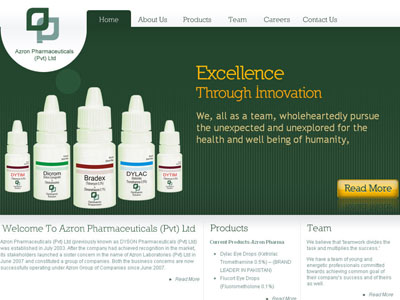 Home About Us Products Team Careers Contact Us
Azron Pharmaceuticals
(Pvt) Ltd
Excellence
Through Innovation
We, all as a team, wholeheartedly pursue
the unexpected and unexplored for the
health and well being of humanity,
DYTIM
Diorom
Bradex
DYLAC
DYTIM
Read More
Welcome To Azron Pharmaceuticals (Pvt) Ltd
Azron Pharmaceuticals (Pvt) Ltd (previously known as DYSON Pharmaceuticals (Pvt) Ltd)
was established in July 2003. After the company achieved recognition in the market,
its stakeholders launched a sister concern in the name of Azron Laboratories (Pvt) Ltd in
June 2007 and constituted a group of companies. Both the business concerns are now
successfully operating under Azron Group of Companies since June 2007.
Read More
Products
Current Products-Azron Pharma
Dylac Eye Drops (Ketrolac
Tromethamine 0.5%) – (BRAND
LEADER IN PAKISTAN)
Flucort Eye Drops
(Fluorometholone 0.1%)
Team
We believe that Teamwork divides the
task and multiplies the success.
We have a team of young and
energetic professionals committed
towards achieving common goal of
their company's success and of theirs
as well.
Read More